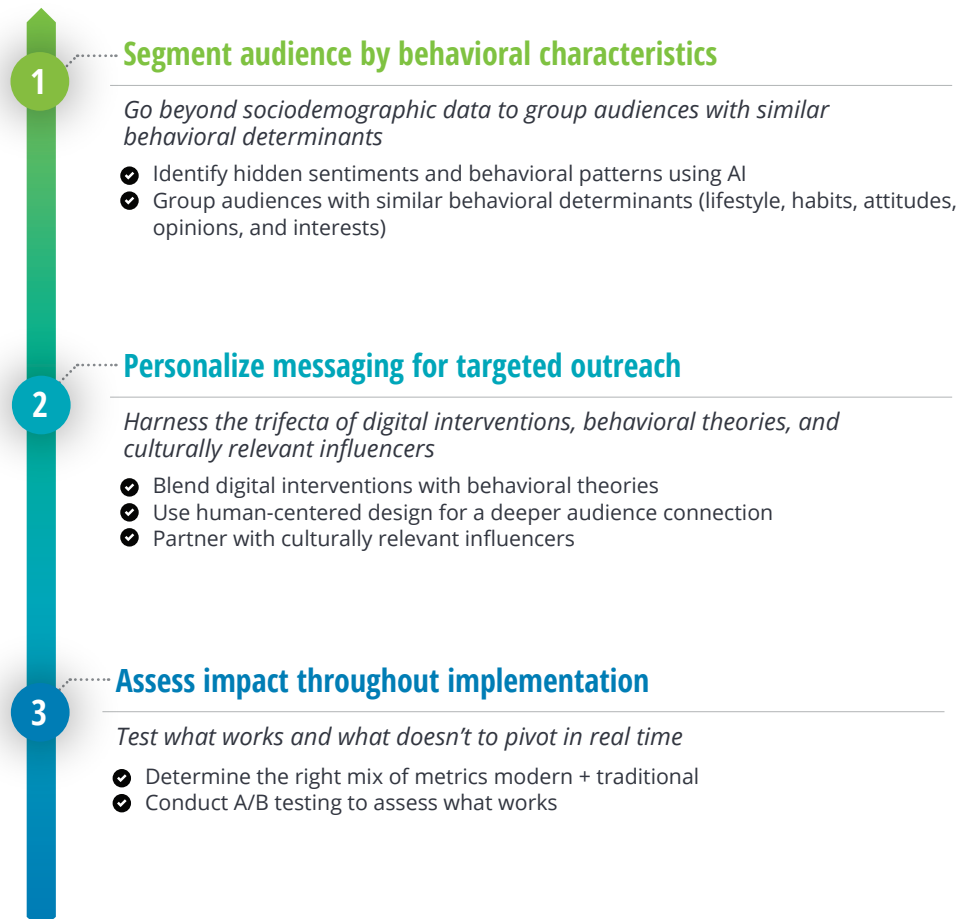 1
Segment audience by behavioral characteristics
Go beyond sociodemographic data to group audiences with similar
behavioral determinants
Identify hidden sentiments and behavioral patterns using AI
Group audiences with similar behavioral determinants (lifestyle, habits, attitudes,
opinions, and interests)
2
Personalize messaging for targeted outreach
Harness the trifecta of digital interventions, behavioral theories, and
culturally relevant influencers
Blend digital interventions with behavioral theories
Use human-centered design for a deeper audience connection
Partner with culturally relevant influencers
3
Assess impact throughout implementation
Test what works and what doesn't to pivot in real time
Determine the right mix of metrics modern + traditional
Conduct A/B testing to assess what works